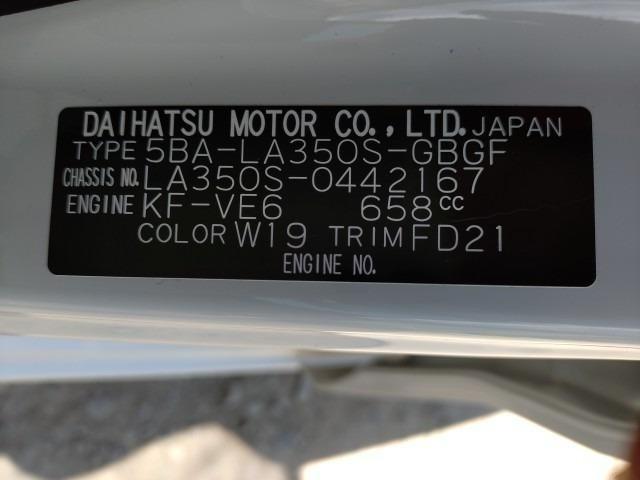 DAIHATSU MOTOR CO.,LTD. JAPAN
TYPE 5BA-LA350S-GBGF
CHASSIS NO. LA350S-0442167
ENGINE KF-VE6 658CC
COLOR W19 TRIM FD21
ENGINE NO.